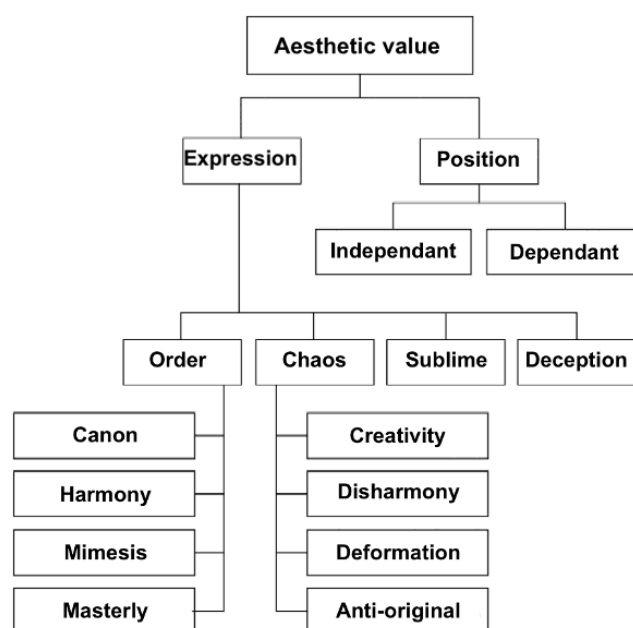 Aesthetic value
Expression
Position
Independant
Dependant
Order
Chaos
Sublime
Deception
Canon
Creativity
Harmony
Disharmony
Mimesis
Deformation
Masterly
Anti-original